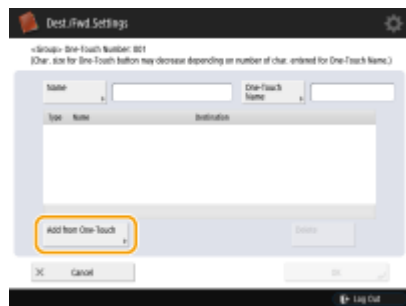 Dest./Fwd.Settings
<Group> One-Touch Number: 001
(Char. size for One-Touch button may decrease depending on number of char. entered for One-Touch Name.)
Name
One-Touch
Name
Type Name Destination
Add from One-Touch
Delete
Cancel
OK
Log Out